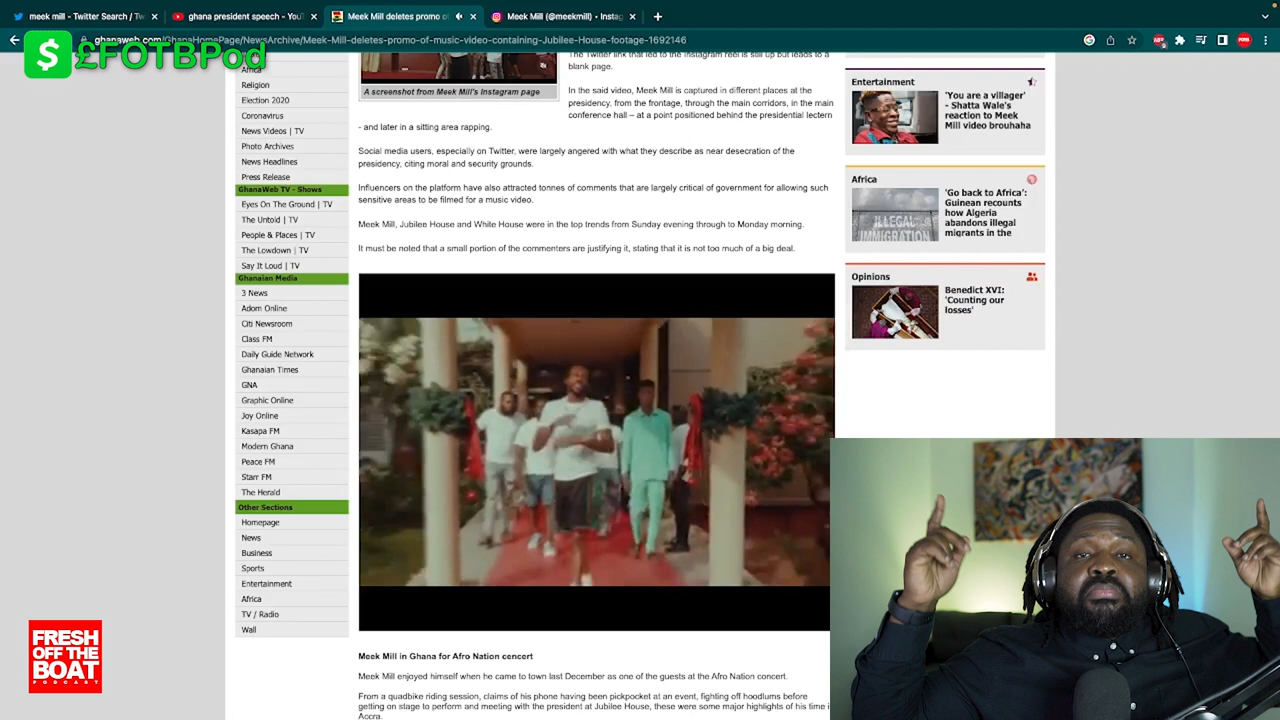 meek mill - Twitter Search / Tw
ghana president speech - YouT
Meek Mill deletes promo of
Meek Mill (@meekmill) • Instag
ghanaweb.com/GhanaHomePage/NewsArchive/Meek-Mill-deletes-promo-of-music-video-containing-Jubilee-House-footage-1692146
$ £FOTBPod
Africa
Religion
Election 2020
Coronavirus
News Videos | TV
Photo Archives
News Headlines
Press Release
GhanaWeb TV - Shows
Eyes On The Ground | TV
The Untold | TV
People & Places | TV
The Lowdown | TV
Say It Loud | TV
Ghanaian Media
3 News
Adom Online
Citi Newsroom
Class FM
Daily Guide Network
Ghanaian Times
GNA
Graphic Online
Joy Online
Kasapa FM
Modern Ghana
Peace FM
Starr FM
The Herald
Other Sections
Homepage
News
Business
Sports
Entertainment
Africa
TV / Radio
Wall
A screenshot from Meek Mill's Instagram page
The Twitter link that led to the Instagram reel is still up but leads to a
blank page.
In the said video, Meek Mill is captured in different places at the
presidency, from the frontage, through the main corridors, in the main
conference hall – at a point positioned behind the presidential lectern
- and later in a sitting area rapping.
Social media users, especially on Twitter, were largely angered with what they describe as near desecration of the
presidency, citing moral and security grounds.
Influencers on the platform have also attracted tonnes of comments that are largely critical of government for allowing such
sensitive areas to be filmed for a music video.
Meek Mill, Jubilee House and White House were in the top trends from Sunday evening through to Monday morning.
It must be noted that a small portion of the commenters are justifying it, stating that it is not too much of a big deal.
Meek Mill in Ghana for Afro Nation cencert
Meek Mill enjoyed himself when he came to town last December as one of the guests at the Afro Nation concert.
From a quadbike riding session, claims of his phone having been pickpocket at an event, fighting off hoodlums before
getting on stage to perform and meeting with the president at Jubilee House, these were some major highlights of his time i
Accra.
Entertainment
'You are a villager'
- Shatta Wale's
reaction to Meek
Mill video brouhaha
Africa
ILLEGAL
IMMIGRATION
'Go back to Africa':
Guinean recounts
how Algeria
abandons illegal
migrants in the
Opinions
Benedict XVI:
'Counting our
losses'
FRESH
OFF THE
BOAT
PODCAST